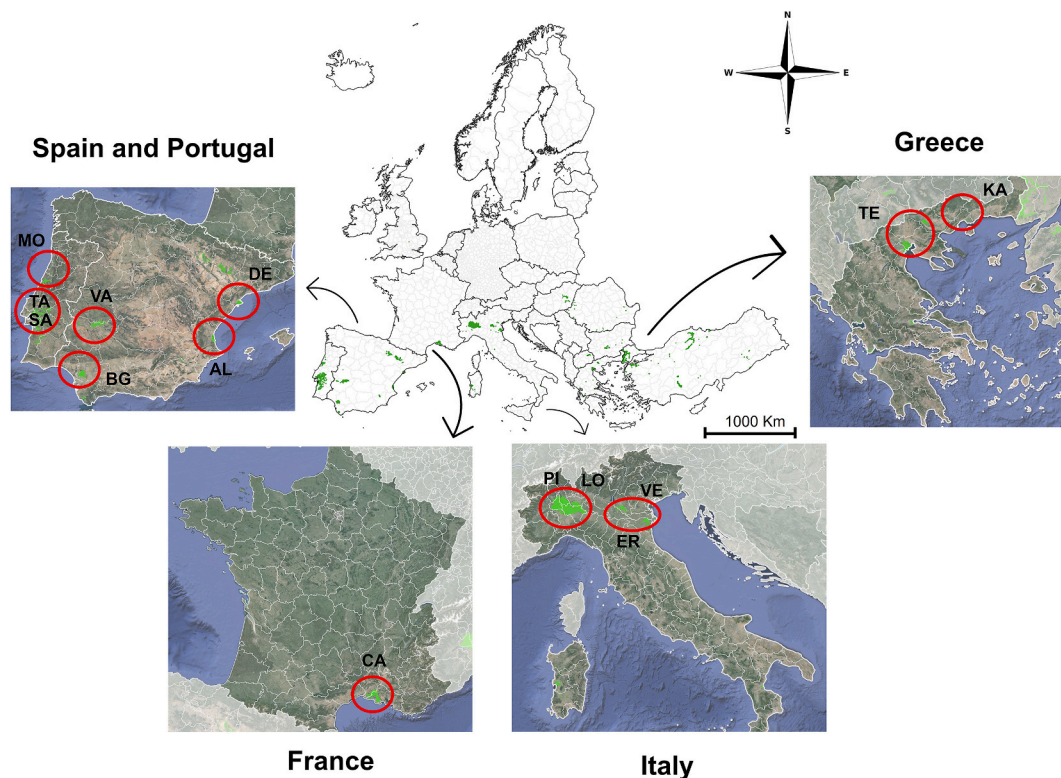 N
W E
S
Spain and Portugal
Greece
MO
TA
SA
VA
DE
BG
AL
KA
TE
1000 Km
PI LO
VE
ER
CA
France
Italy